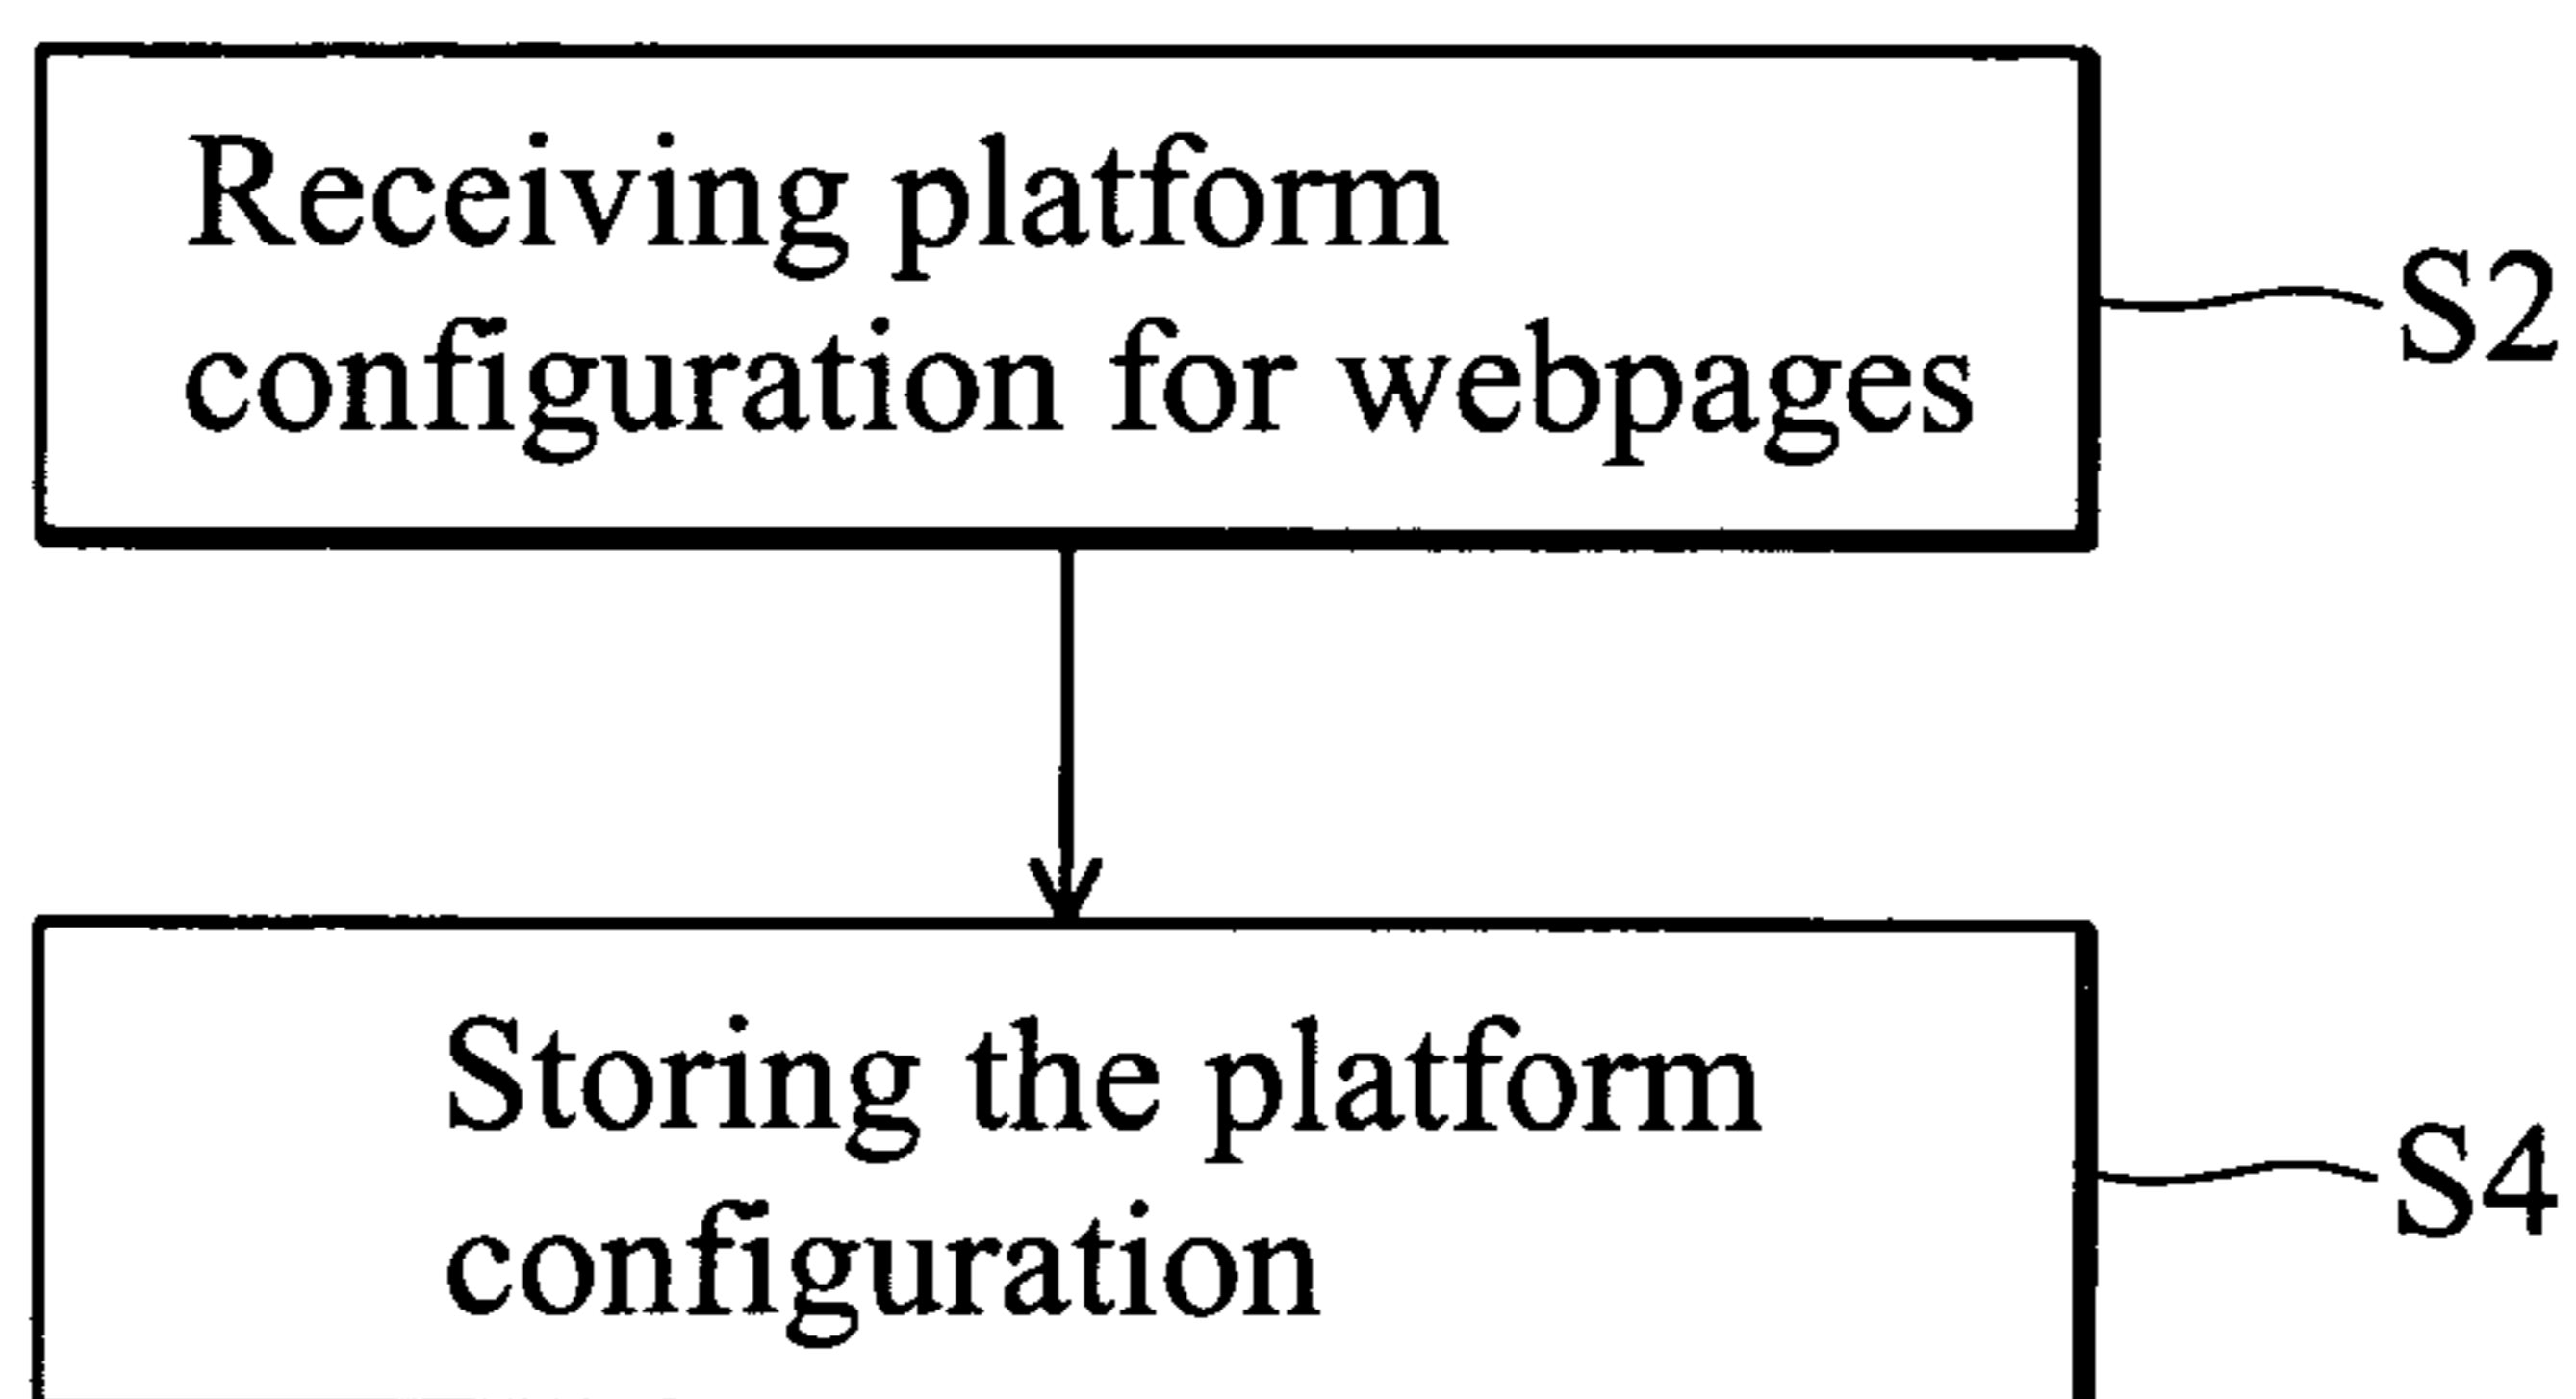 Receiving platform
configuration for webpages
S2
Storing the platform
configuration
S4